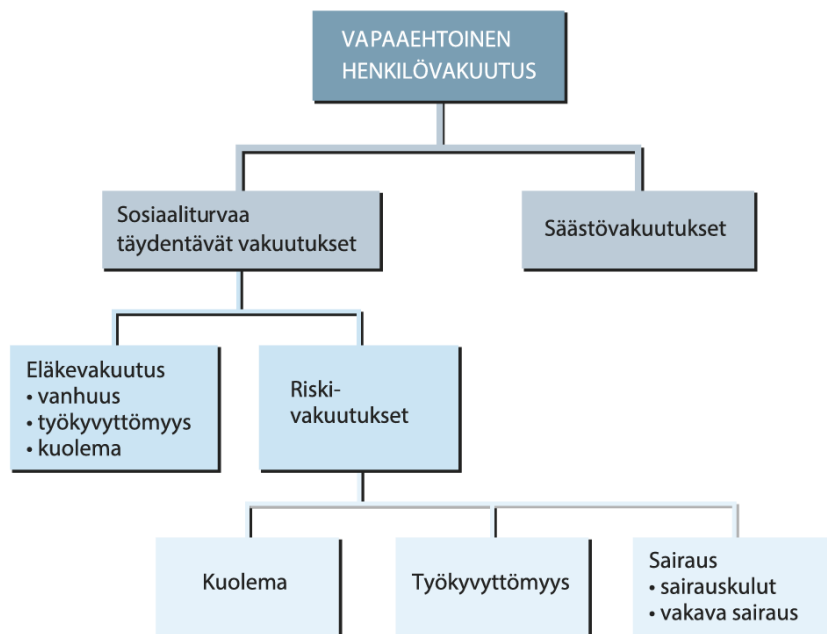 VAPAAEHTOINEN
HENKILÖVAKUUTUS
Sosiaaliturvaa
täydentävät vakuutukset
Säästövakuutukset
Eläkevakuutus
• vanhuus
• työkyvyttömyys
• kuolema
Riski-
vakuutukset
Kuolema
Työkyvyttömyys
Sairaus
• sairauskulut
• vakava sairaus